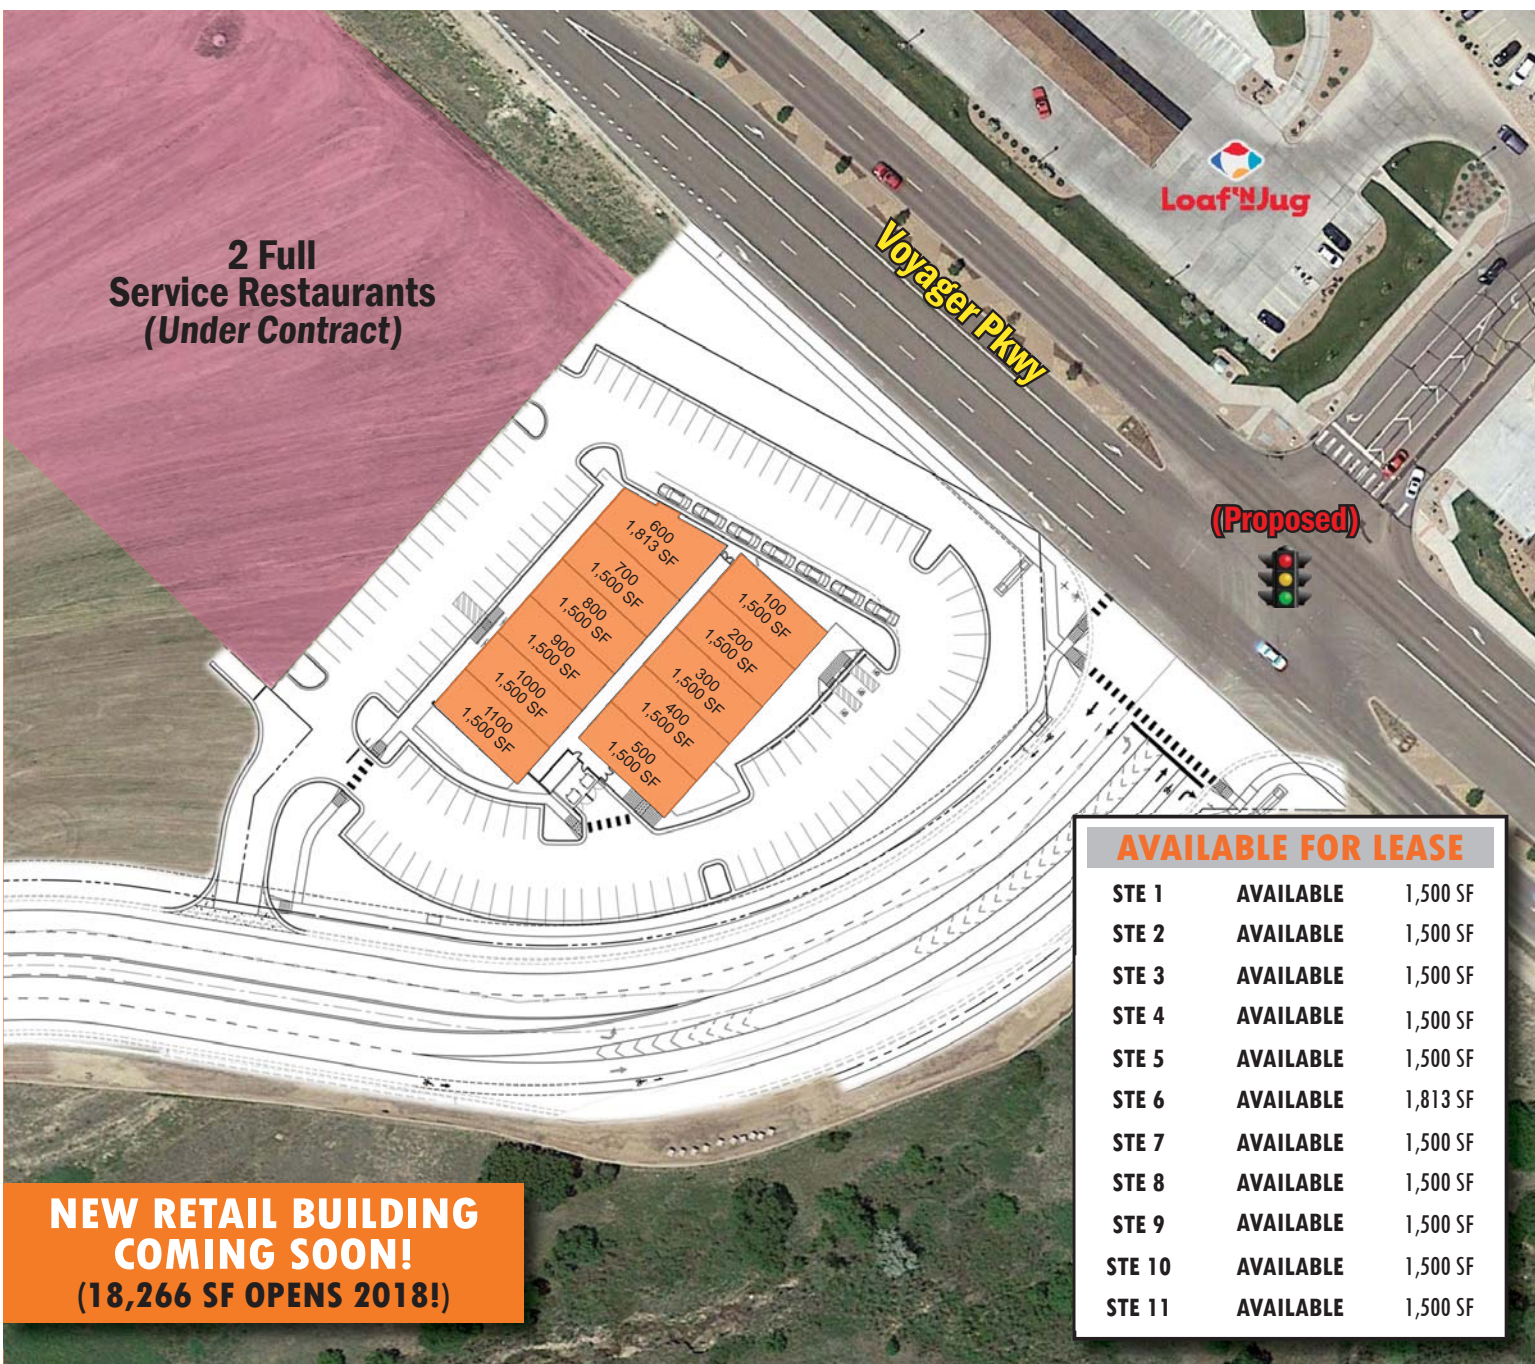 Loaf'NJug
Voyager Pkwy
2 Full
Service Restaurants
(Under Contract)
(Proposed)
600
1,813 SF
700
1,500 SF
800
1,500 SF
900
1,500 SF
1000
1,500 SF
1100
1,500 SF
100
1,500 SF
200
1,500 SF
300
1,500 SF
400
1,500 SF
500
1,500 SF
AVAILABLE FOR LEASE
STE 1 AVAILABLE 1,500 SF
STE 2 AVAILABLE 1,500 SF
STE 3 AVAILABLE 1,500 SF
STE 4 AVAILABLE 1,500 SF
STE 5 AVAILABLE 1,500 SF
STE 6 AVAILABLE 1,813 SF
STE 7 AVAILABLE 1,500 SF
STE 8 AVAILABLE 1,500 SF
STE 9 AVAILABLE 1,500 SF
STE 10 AVAILABLE 1,500 SF
STE 11 AVAILABLE 1,500 SF
NEW RETAIL BUILDING
COMING SOON!
(18,266 SF OPENS 2018!)